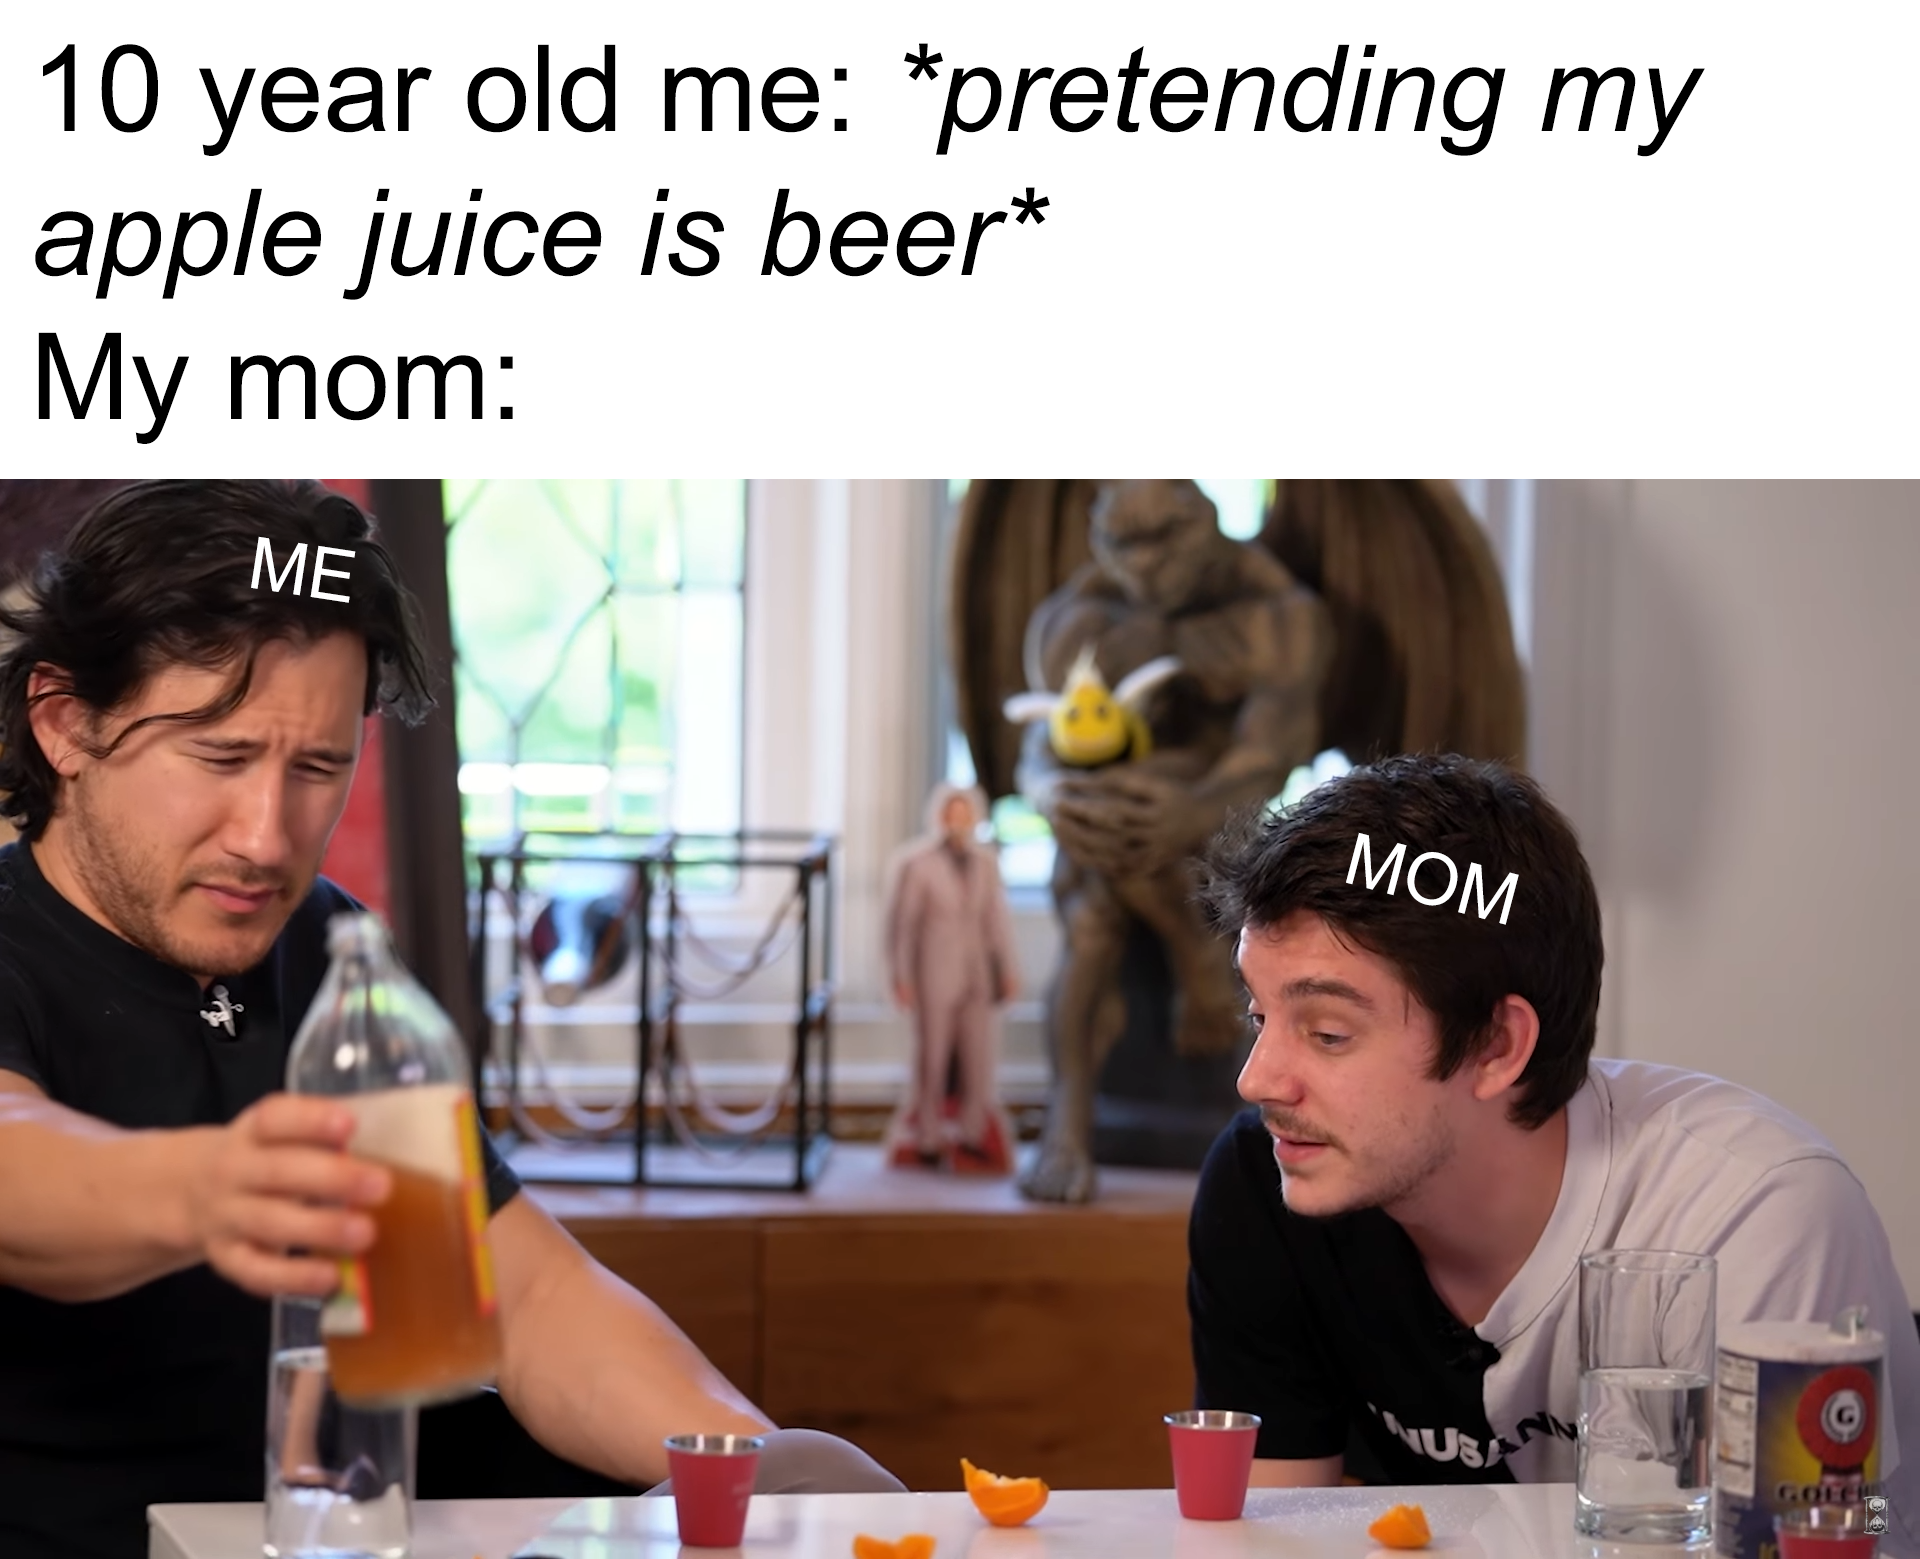 10 year old me: *pretending my
apple juice is beer*
My mom:
ME
MOM
G